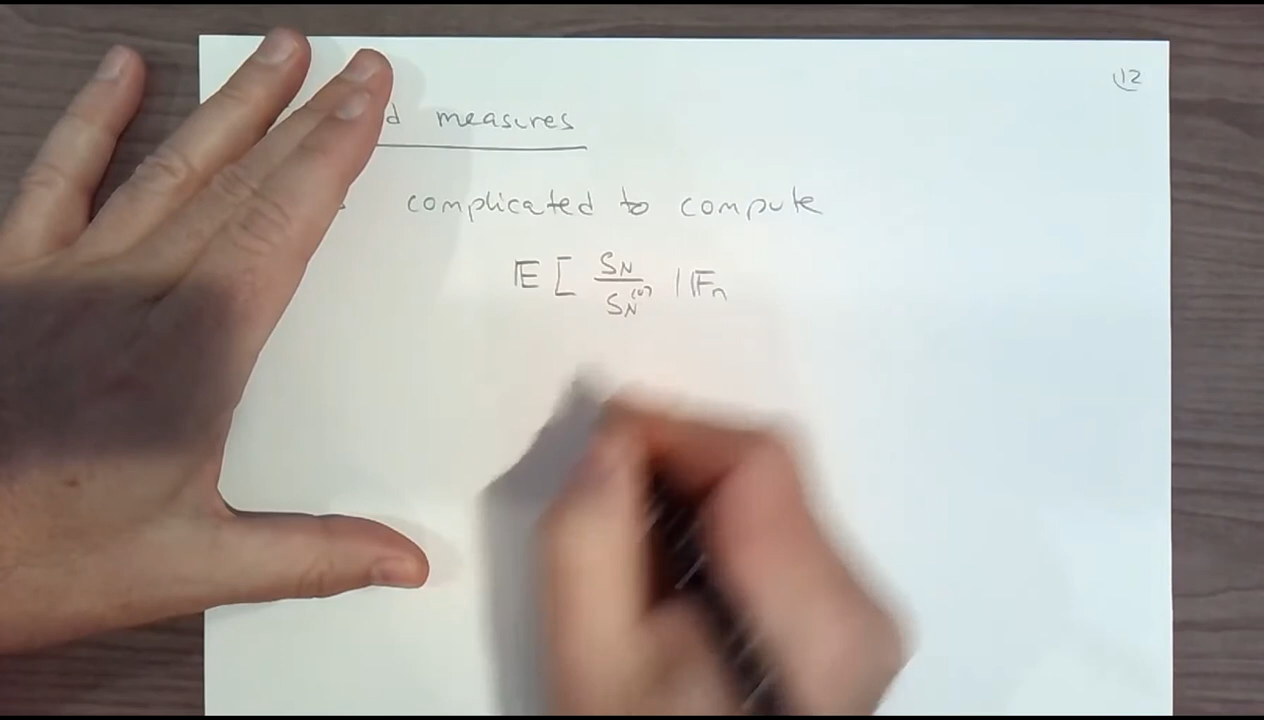 12
measures
complicated to compute
E [ S_N / S_N^(0) | F_n